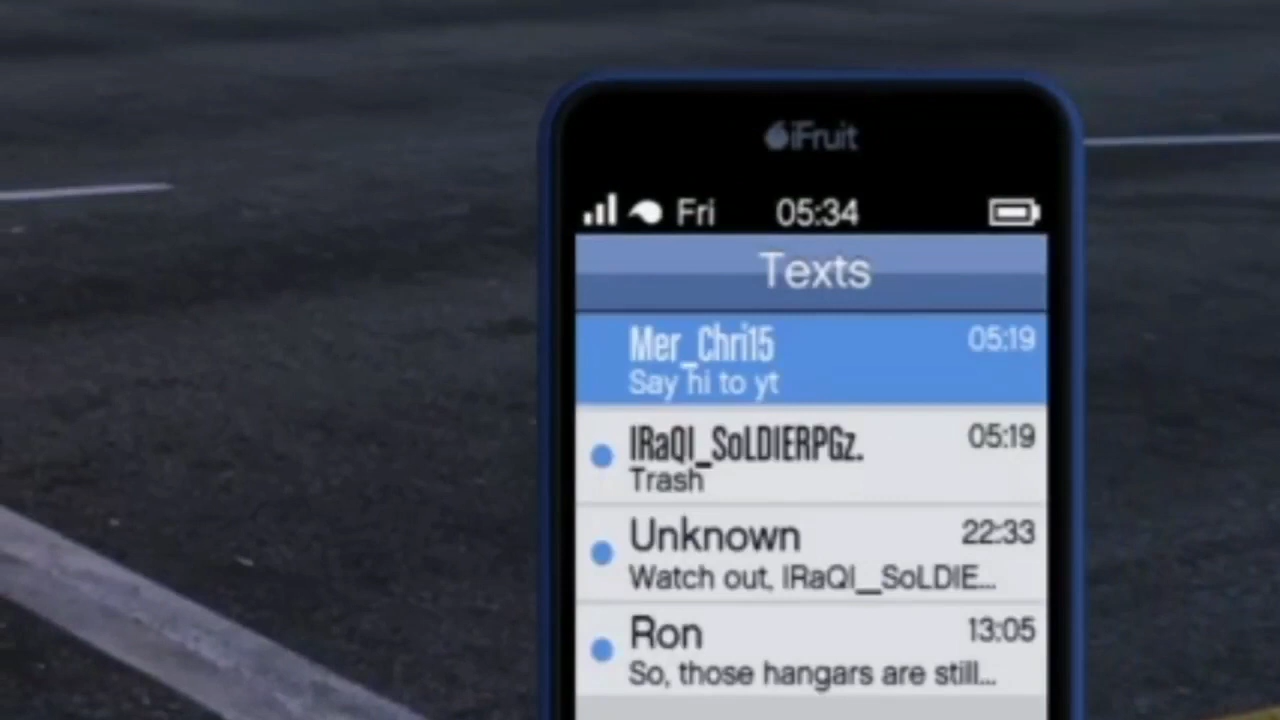 iFruit
Fri 05:34
Texts
Mer_Chri15 05:19
Say hi to yt
IRaQI_SoLDIERPGz. 05:19
Trash
Unknown 22:33
Watch out, IRaQI__SoLDIE...
Ron 13:05
So, those hangars are still...